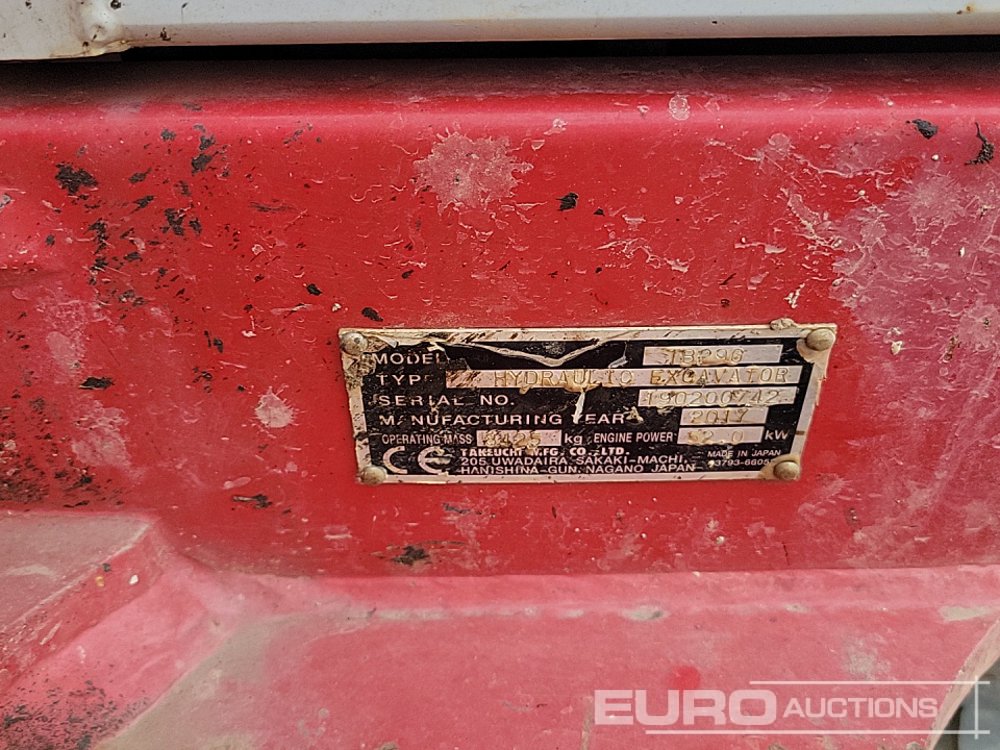 MODEL TB290
TYPE HYDRAULIC EXCAVATOR
SERIAL NO. 190200742
MANUFACTURING YEAR 2017
OPERATING MASS kg ENGINE POWER kW
CE TAKEUCHI MFG. CO., LTD. MADE IN JAPAN
205, UWADAIRA, SAKAKI-MACHI,
HANISHINA-GUN, NAGANO JAPAN
EURO AUCTIONS